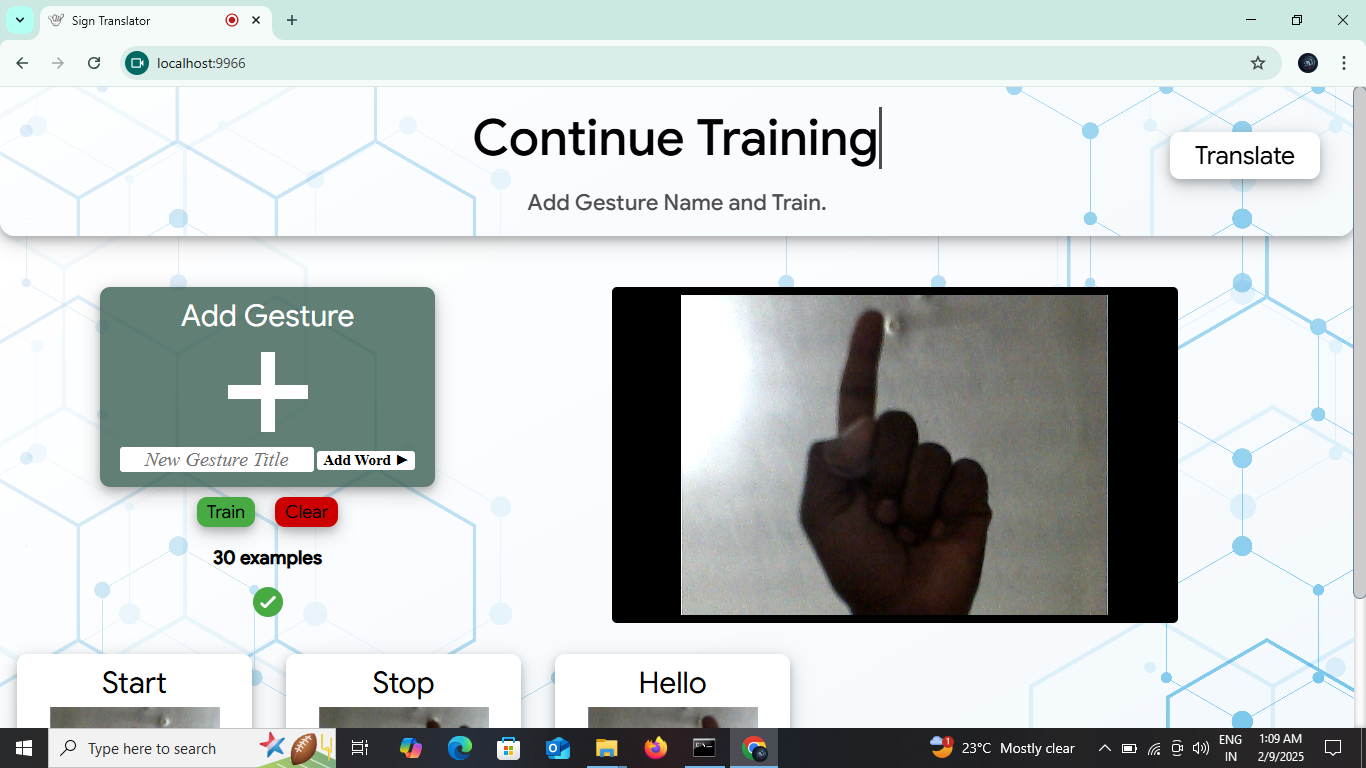 Sign Translator
localhost:9966
Continue Training
Translate
Add Gesture Name and Train.
Add Gesture
New Gesture Title
Add Word ▶
Train
Clear
30 examples
Start
Stop
Hello
Type here to search
1
23°C Mostly clear
ENG
IN
1:09 AM
2/9/2025